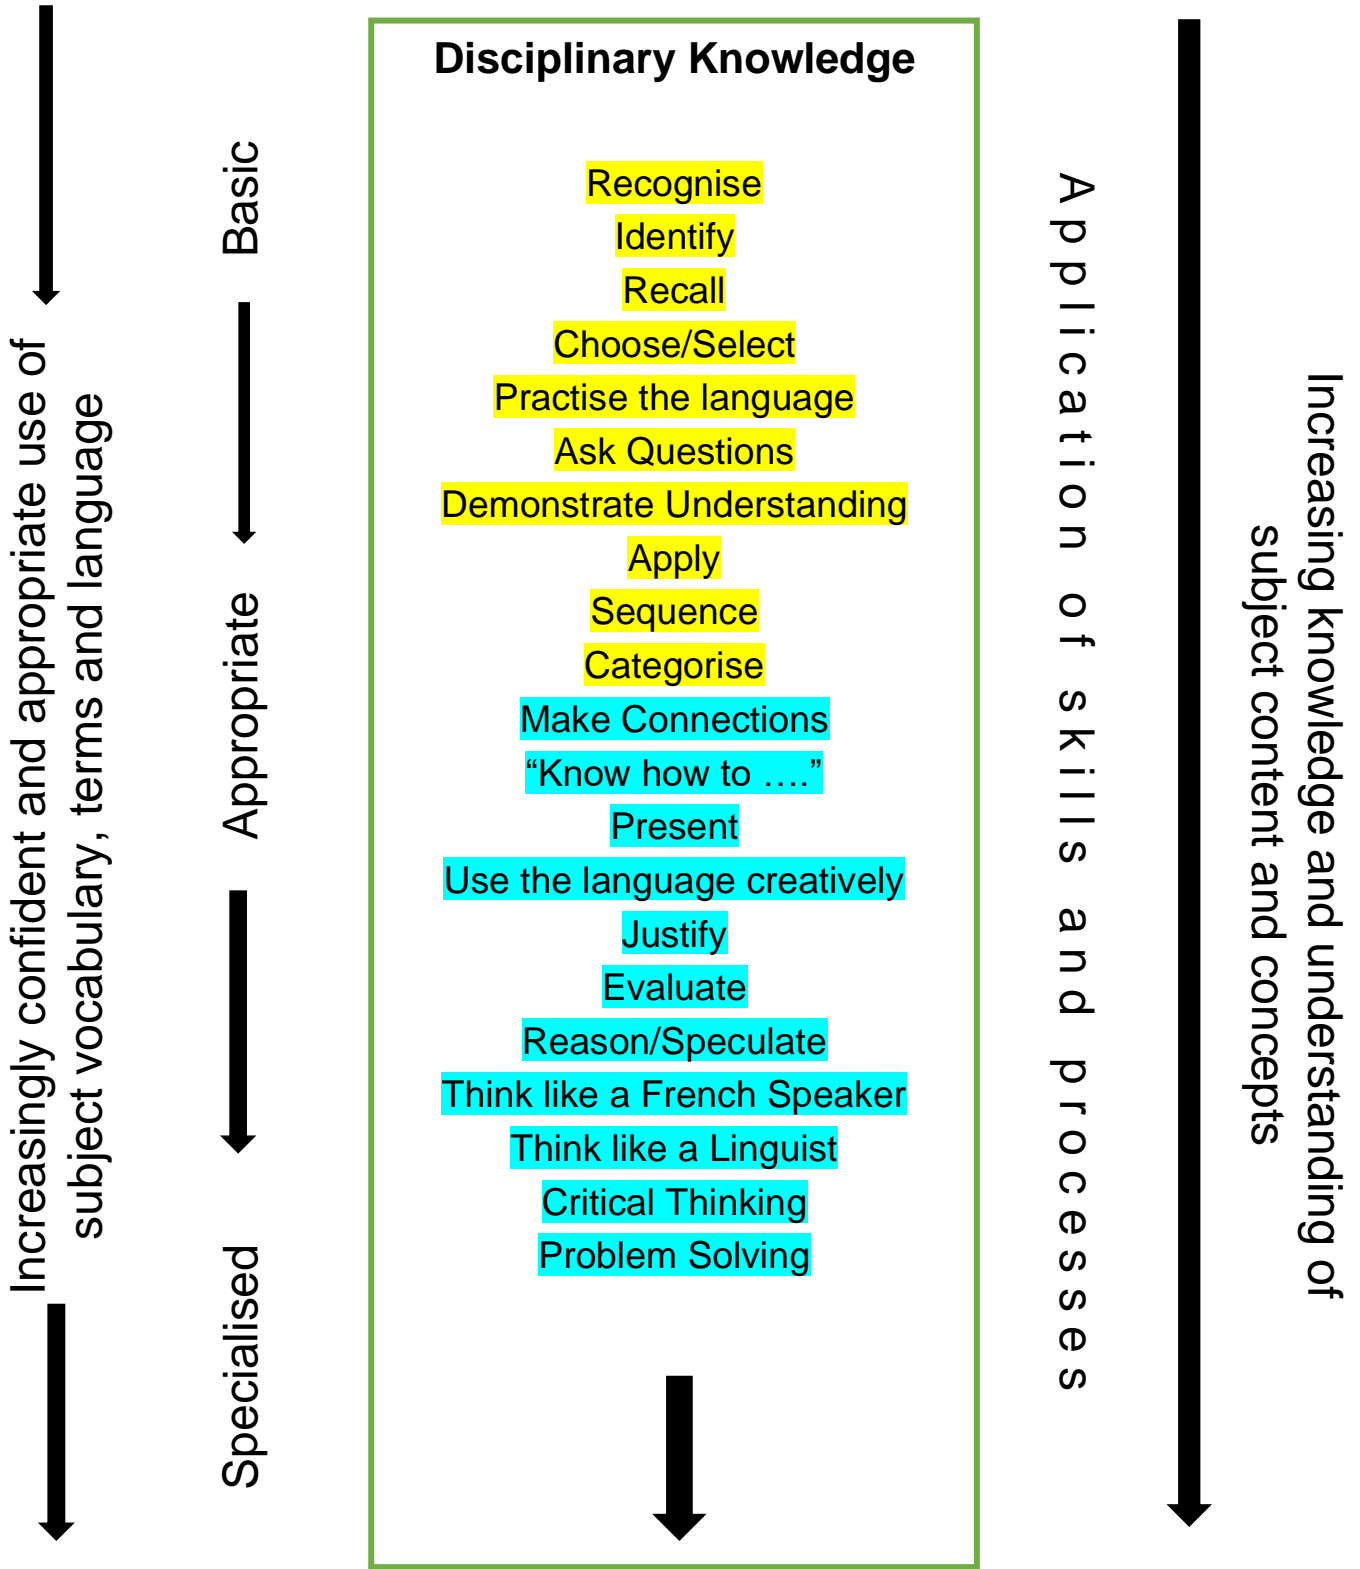 Increasingly confident and appropriate use of
subject vocabulary, terms and language
Basic
Appropriate
Specialised
Disciplinary Knowledge
Recognise
Identify
Recall
Choose/Select
Practise the language
Ask Questions
Demonstrate Understanding
Apply
Sequence
Categorise
Make Connections
“Know how to ….”
Present
Use the language creatively
Justify
Evaluate
Reason/Speculate
Think like a French Speaker
Think like a Linguist
Critical Thinking
Problem Solving
Application of skills and processes
Increasing knowledge and understanding of
subject content and concepts